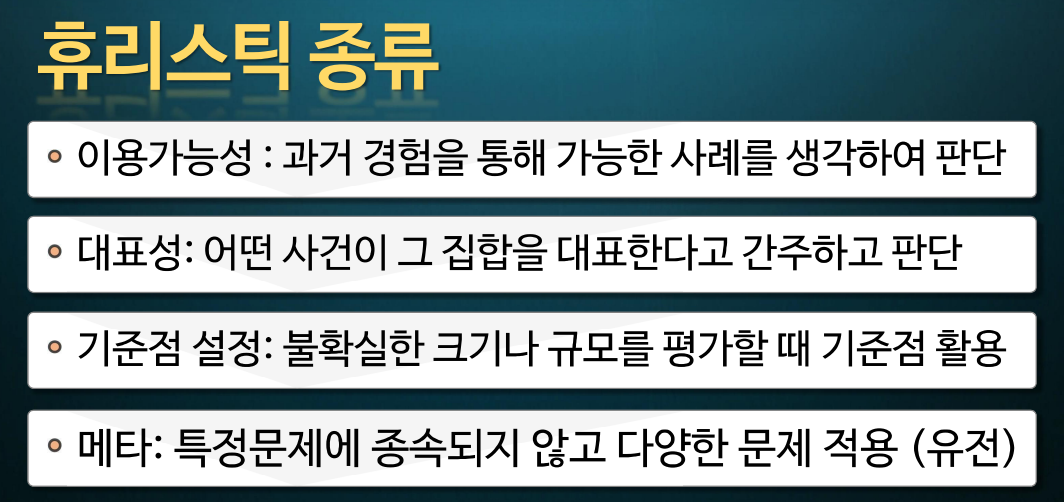 휴리스틱 종류
• 이용가능성 : 과거 경험을 통해 가능한 사례를 생각하여 판단
• 대표성: 어떤 사건이 그 집합을 대표한다고 간주하고 판단
• 기준점 설정: 불확실한 크기나 규모를 평가할 때 기준점 활용
• 메타: 특정문제에 종속되지 않고 다양한 문제 적용 (유전)